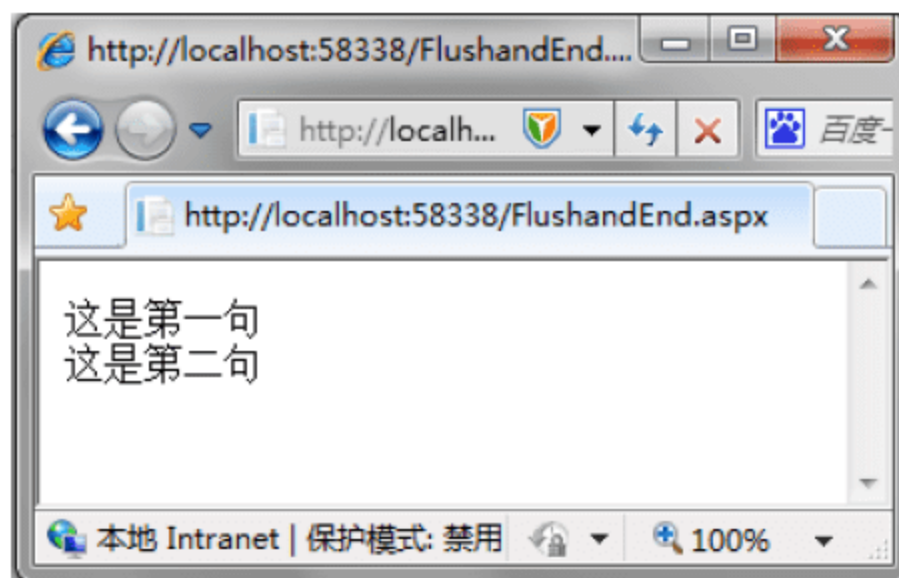 http://localhost:58338/FlushandEnd....
http://localh...
百度-
http://localhost:58338/FlushandEnd.aspx
这是第一句
这是第二句
本地 Intranet | 保护模式: 禁用
100%